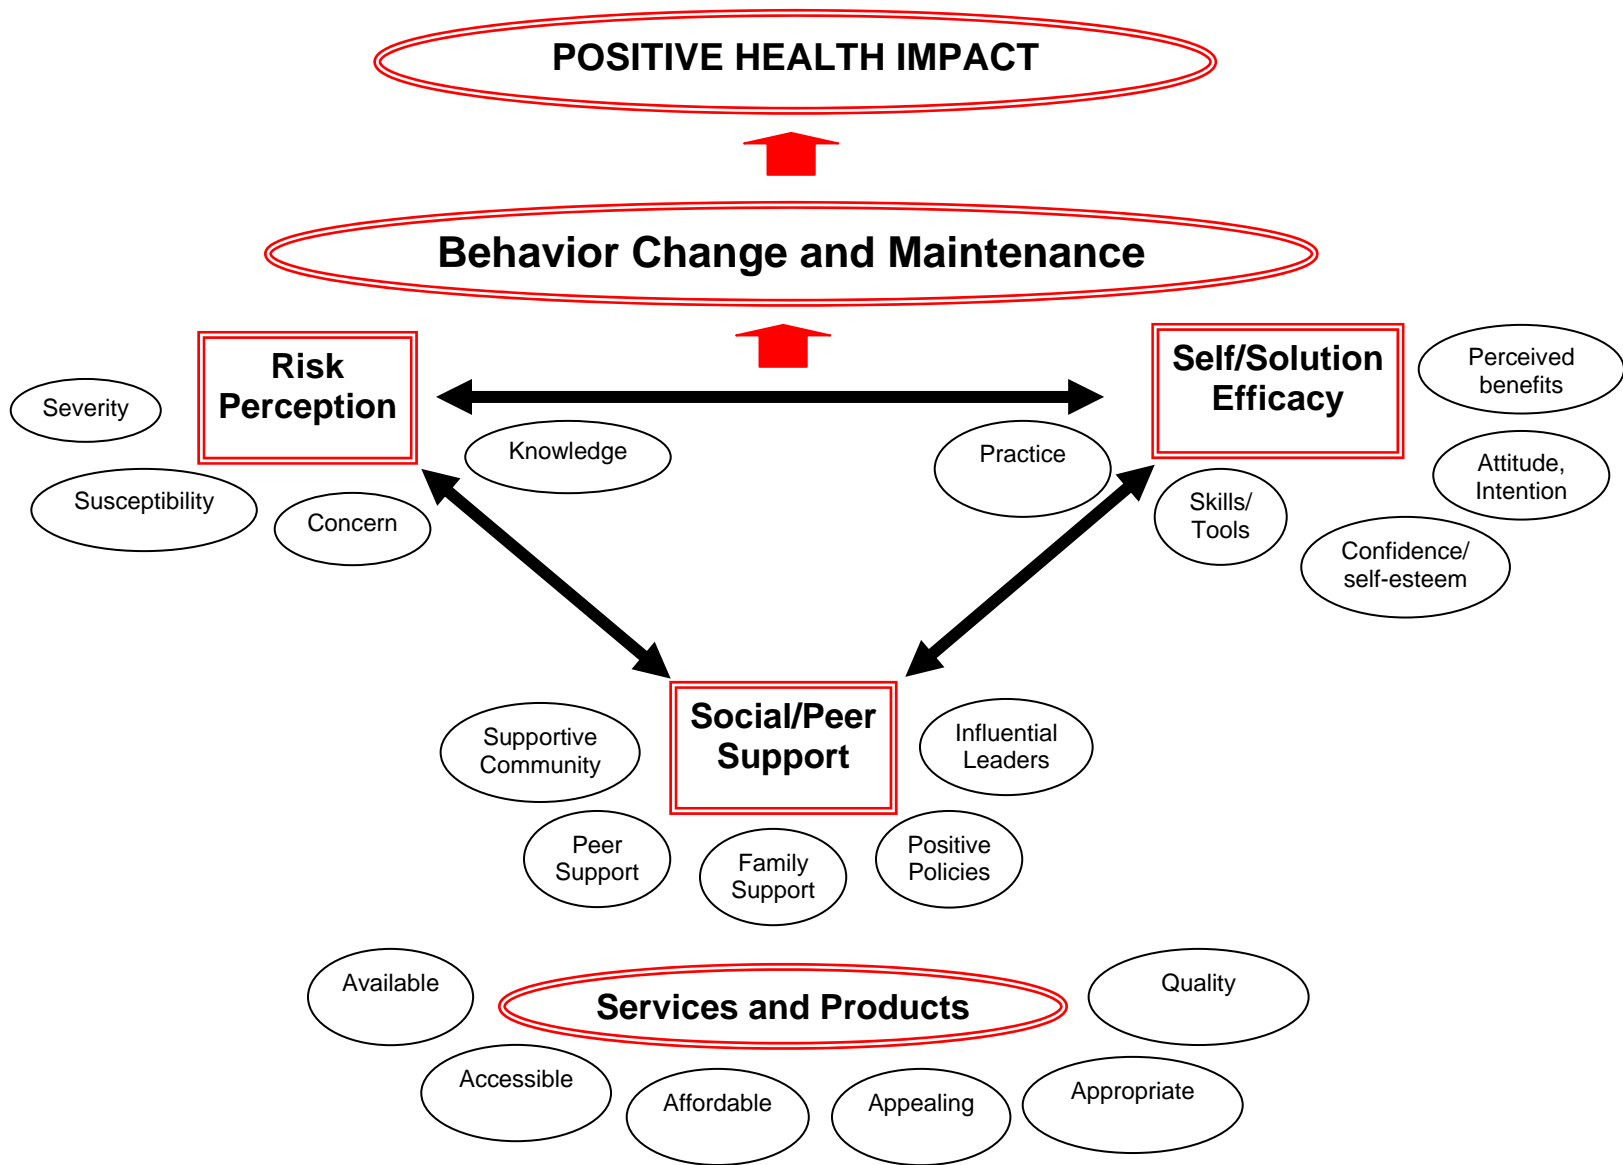 POSITIVE HEALTH IMPACT
Behavior Change and Maintenance
Risk
Perception
Self/Solution
Efficacy
Perceived
benefits
Severity
Knowledge
Practice
Attitude,
Intention
Susceptibility
Concern
Skills/
Tools
Confidence/
self-esteem
Social/Peer
Support
Supportive
Community
Influential
Leaders
Peer
Support
Family
Support
Positive
Policies
Available
Services and Products
Quality
Accessible
Affordable
Appealing
Appropriate